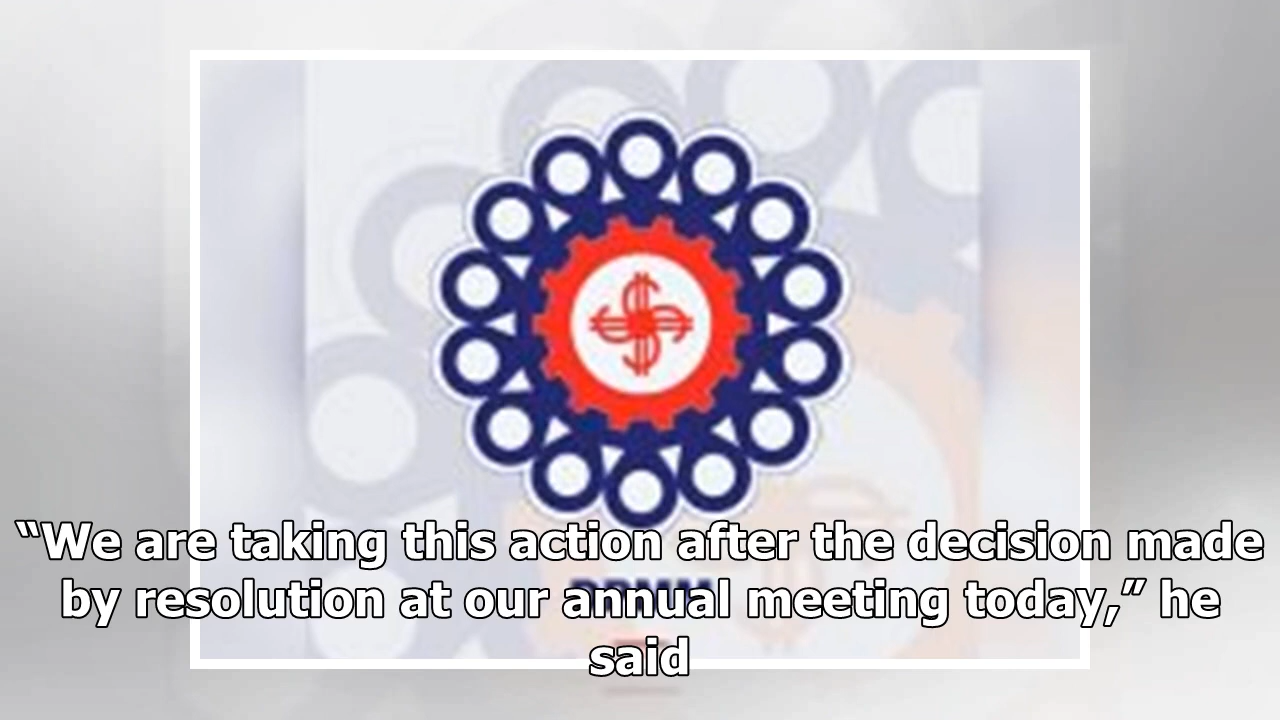 “We are taking this action after the decision made
by resolution at our annual meeting today,” he
said